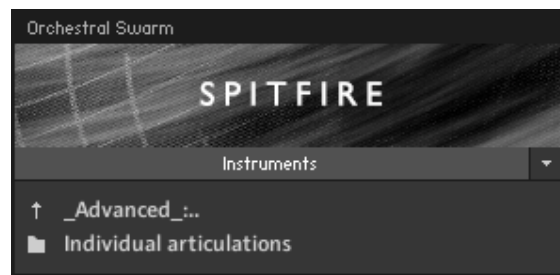 Orchestral Swarm
SPITFIRE
Instruments
_Advanced_:..
Individual articulations